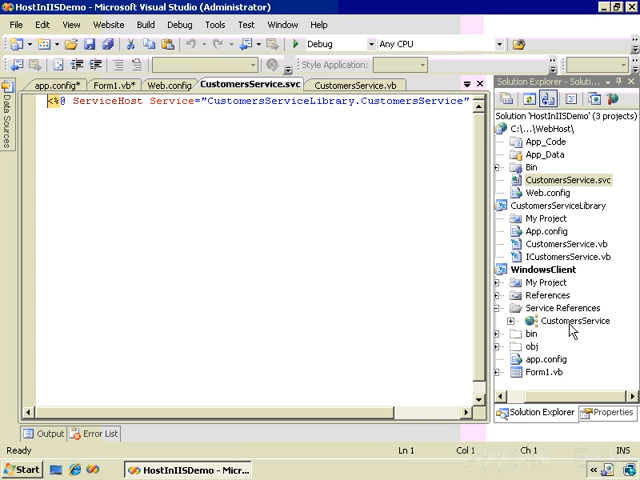 HostInIISDemo - Microsoft Visual Studio (Administrator)
File Edit View Website Build Debug Tools Test Window Help
Debug Any CPU
Style Application:
app.config* Form1.vb* Web.config CustomersService.svc CustomersService.vb
Data Sources
<%@ ServiceHost Service="CustomersServiceLibrary.CustomersService"
Solution Explorer - Solu...
Solution 'HostInIISDemo' (3 projects)
C:\...\WebHost\
App_Code
App_Data
Bin
CustomersService.svc
Web.config
CustomersServiceLibrary
My Project
App.config
CustomersService.vb
ICustomersService.vb
WindowsClient
My Project
References
Service References
CustomersService
bin
obj
app.config
Form1.vb
Solution Explorer Properties
Output Error List
Ready Ln 1 Col 1 Ch 1 INS
Start HostInIISDemo - Micr...